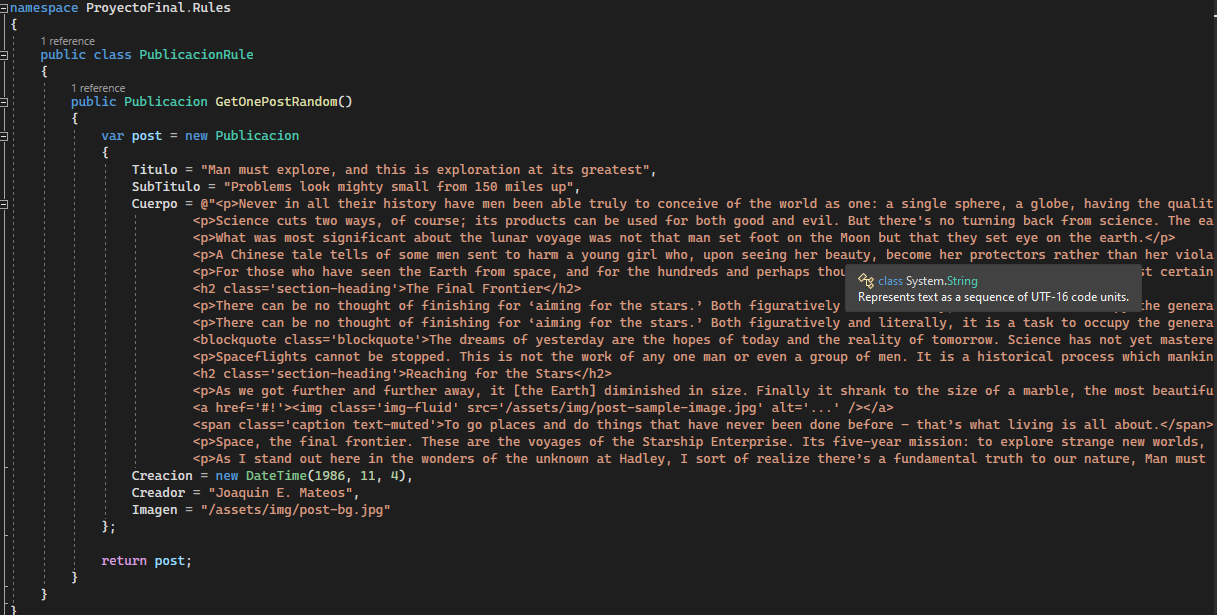 namespace ProyectoFinal.Rules
{
1 reference
public class PublicacionRule
{
1 reference
public Publicacion GetOnePostRandom()
{
var post = new Publicacion
{
Titulo = "Man must explore, and this is exploration at its greatest",
SubTitulo = "Problems look mighty small from 150 miles up",
Cuerpo = @"<p>Never in all their history have men been able truly to conceive of the world as one: a single sphere, a globe, having the qualit
<p>Science cuts two ways, of course; its products can be used for both good and evil. But there's no turning back from science. The ea
<p>What was most significant about the lunar voyage was not that man set foot on the Moon but that they set eye on the earth.</p>
<p>A Chinese tale tells of some men sent to harm a young girl who, upon seeing her beauty, become her protectors rather than her viola
<p>For those who have seen the Earth from space, and for the hundreds and perhaps thou st certain
class System.String
<h2 class='section-heading'>The Final Frontier</h2>
Represents text as a sequence of UTF-16 code units.
<p>There can be no thought of finishing for ‘aiming for the stars.’ Both figuratively the genera
<p>There can be no thought of finishing for ‘aiming for the stars.’ Both figuratively and literally, it is a task to occupy the genera
<blockquote class='blockquote'>The dreams of yesterday are the hopes of today and the reality of tomorrow. Science has not yet mastere
<p>Spaceflights cannot be stopped. This is not the work of any one man or even a group of men. It is a historical process which mankin
<h2 class='section-heading'>Reaching for the Stars</h2>
<p>As we got further and further away, it [the Earth] diminished in size. Finally it shrank to the size of a marble, the most beautifu
<a href='#!'><img class='img-fluid' src='/assets/img/post-sample-image.jpg' alt='...' /></a>
<span class='caption text-muted'>To go places and do things that have never been done before – that’s what living is all about.</span>
<p>Space, the final frontier. These are the voyages of the Starship Enterprise. Its five-year mission: to explore strange new worlds,
<p>As I stand out here in the wonders of the unknown at Hadley, I sort of realize there’s a fundamental truth to our nature, Man must
Creacion = new DateTime(1986, 11, 4),
Creador = "Joaquin E. Mateos",
Imagen = "/assets/img/post-bg.jpg"
};
return post;
}
}
}